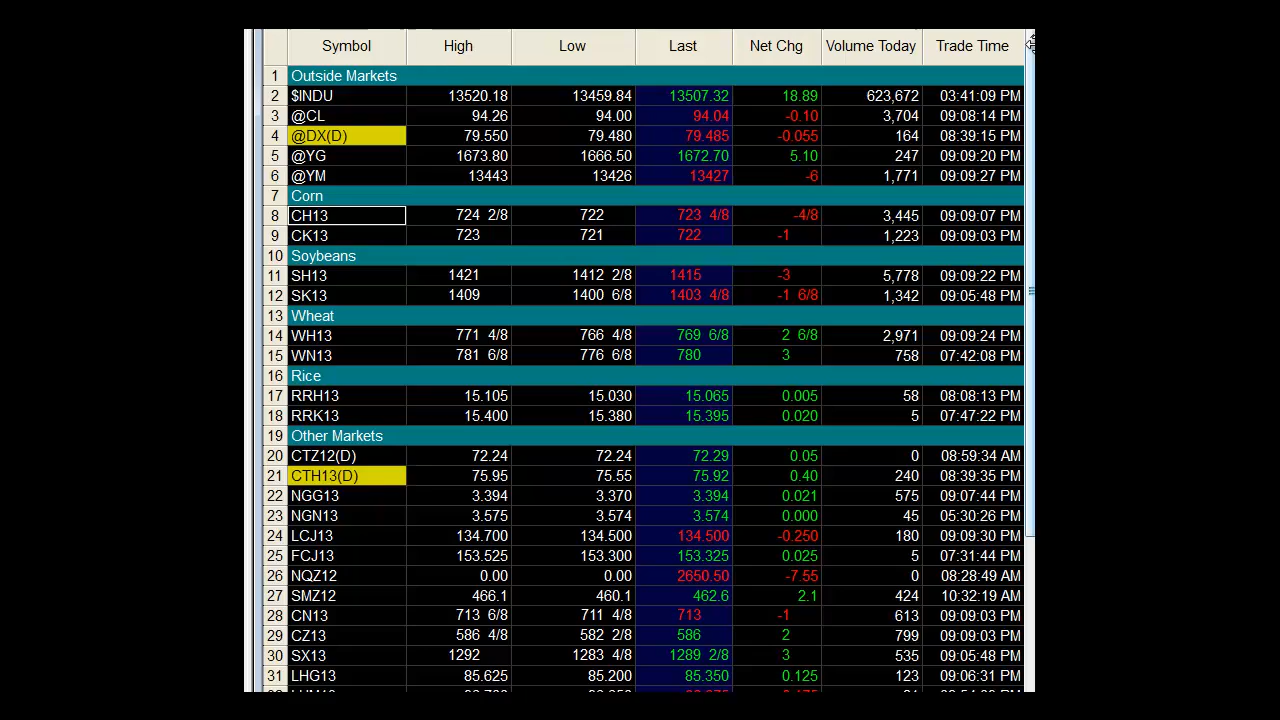 Symbol High Low Last Net Chg Volume Today Trade Time
1 Outside Markets
2 $INDU 13520.18 13459.84 13507.32 18.89 623,672 03:41:09 PM
3 @CL 94.26 94.00 94.04 -0.10 3,704 09:08:14 PM
4 @DX(D) 79.550 79.480 79.485 -0.055 164 08:39:15 PM
5 @YG 1673.80 1666.50 1672.70 5.10 247 09:09:20 PM
6 @YM 13443 13426 13427 -6 1,771 09:09:27 PM
7 Corn
8 CH13 724 2/8 722 723 4/8 -4/8 3,445 09:09:07 PM
9 CK13 723 721 722 -1 1,223 09:09:03 PM
10 Soybeans
11 SH13 1421 1412 2/8 1415 -3 5,778 09:09:22 PM
12 SK13 1409 1400 6/8 1403 4/8 -1 6/8 1,342 09:05:48 PM
13 Wheat
14 WH13 771 4/8 766 4/8 769 6/8 2 6/8 2,971 09:09:24 PM
15 WN13 781 6/8 776 6/8 780 3 758 07:42:08 PM
16 Rice
17 RRH13 15.105 15.030 15.065 0.005 58 08:08:13 PM
18 RRK13 15.400 15.380 15.395 0.020 5 07:47:22 PM
19 Other Markets
20 CTZ12(D) 72.24 72.24 72.29 0.05 0 08:59:34 AM
21 CTH13(D) 75.95 75.55 75.92 0.40 240 08:39:35 PM
22 NGG13 3.394 3.370 3.394 0.021 575 09:07:44 PM
23 NGN13 3.575 3.574 3.574 0.000 45 05:30:26 PM
24 LCJ13 134.700 134.500 134.500 -0.250 180 09:09:30 PM
25 FCJ13 153.525 153.300 153.325 0.025 5 07:31:44 PM
26 NQZ12 0.00 0.00 2650.50 -7.55 0 08:28:49 AM
27 SMZ12 466.1 460.1 462.6 2.1 424 10:32:19 AM
28 CN13 713 6/8 711 4/8 713 -1 613 09:09:03 PM
29 CZ13 586 4/8 582 2/8 586 2 799 09:09:03 PM
30 SX13 1292 1283 4/8 1289 2/8 3 535 09:05:48 PM
31 LHG13 85.625 85.200 85.350 0.125 123 09:06:31 PM